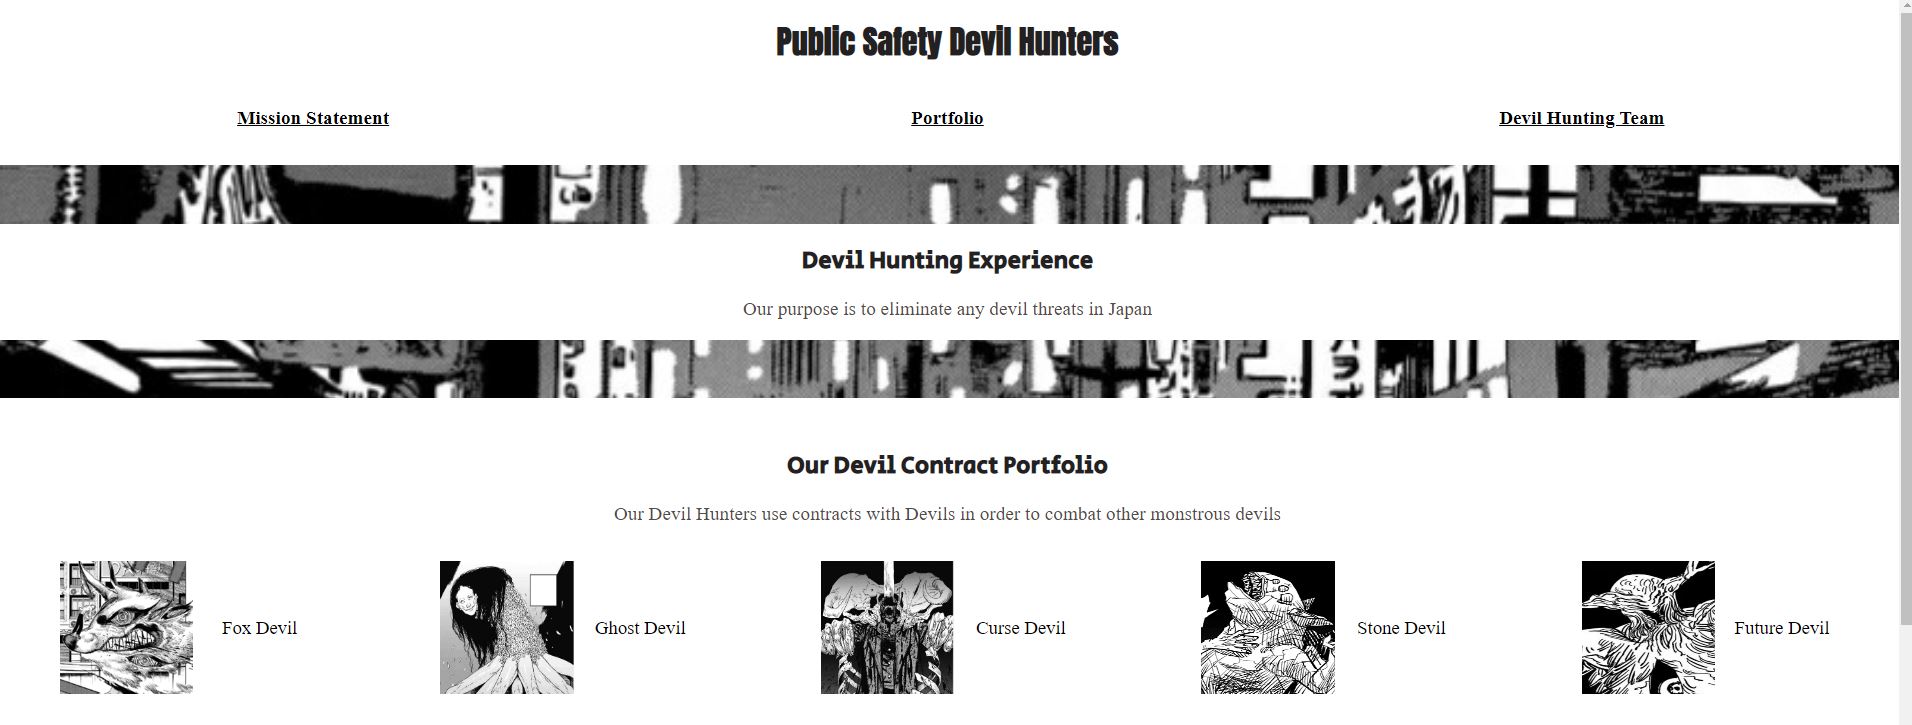 Public Safety Devil Hunters
Mission Statement
Portfolio
Devil Hunting Team
Devil Hunting Experience
Our purpose is to eliminate any devil threats in Japan
Our Devil Contract Portfolio
Our Devil Hunters use contracts with Devils in order to combat other monstrous devils
Fox Devil
Ghost Devil
Curse Devil
Stone Devil
Future Devil